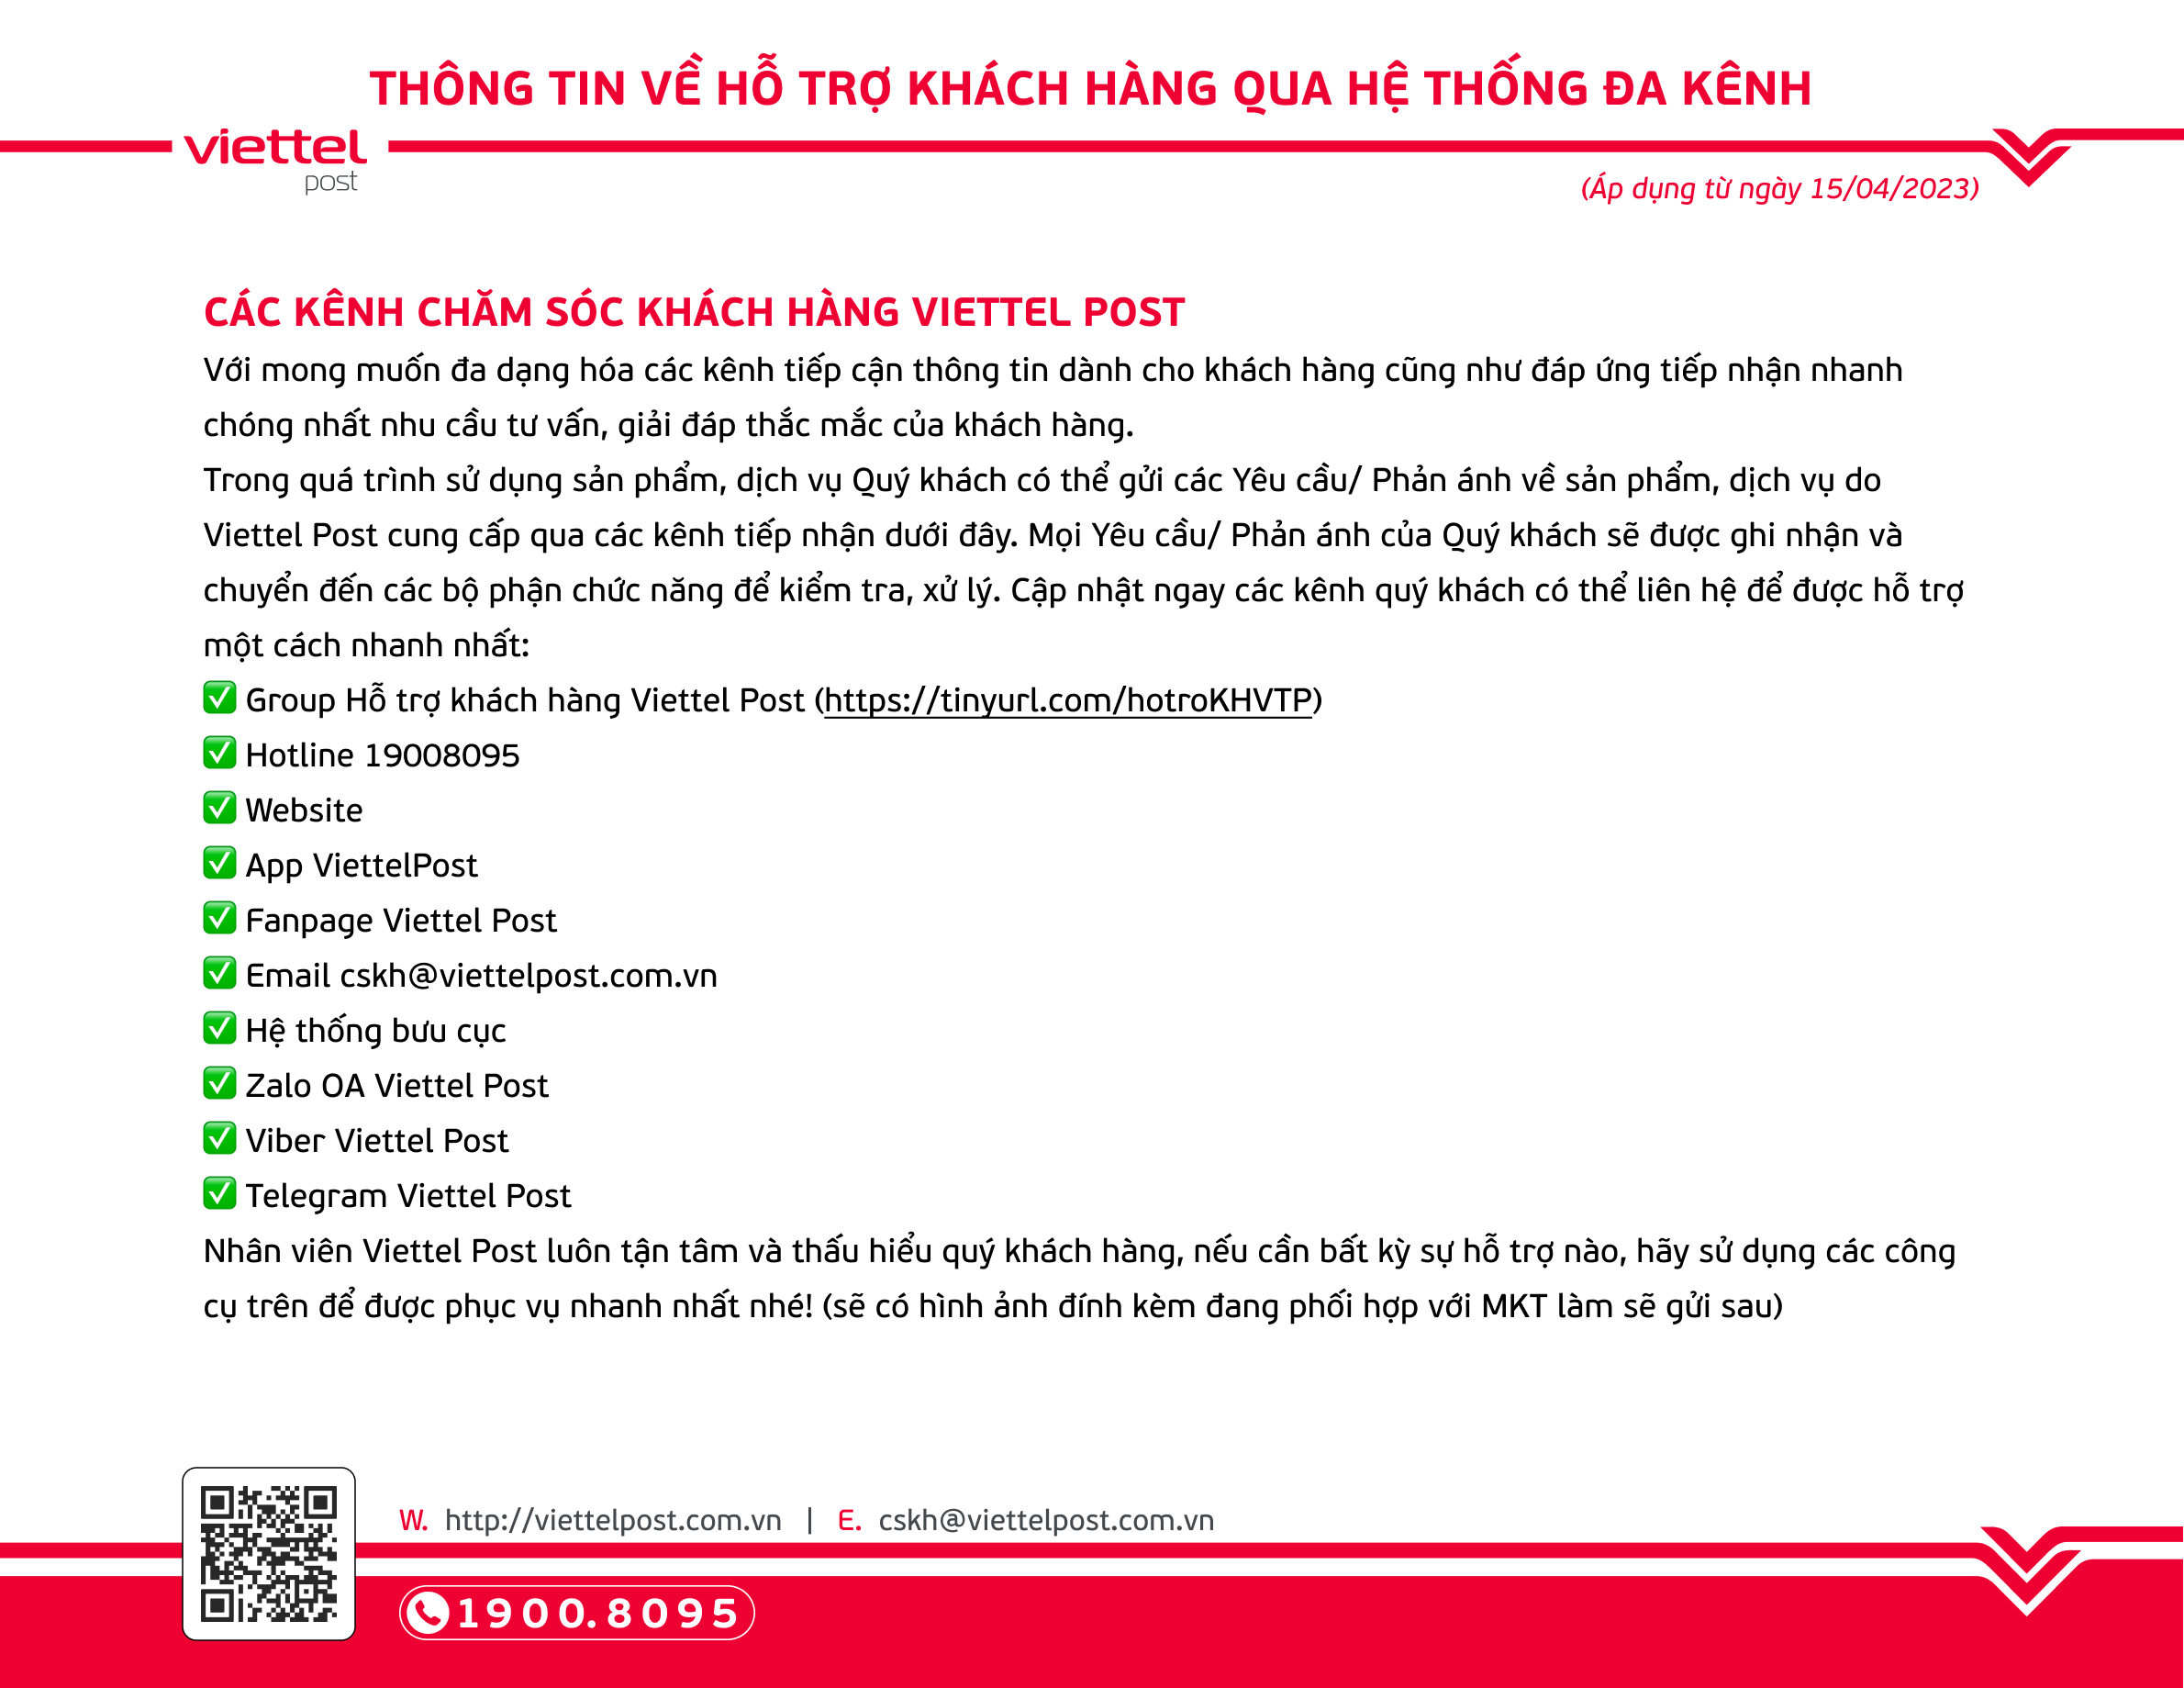 THÔNG TIN VỀ HỖ TRỢ KHÁCH HÀNG QUA HỆ THỐNG ĐA KÊNH
viettel
post
(Áp dụng từ ngày 15/04/2023)
CÁC KÊNH CHĂM SÓC KHÁCH HÀNG VIETTEL POST
Với mong muốn đa dạng hóa các kênh tiếp cận thông tin dành cho khách hàng cũng như đáp ứng tiếp nhận nhanh
chóng nhất nhu cầu tư vấn, giải đáp thắc mắc của khách hàng.
Trong quá trình sử dụng sản phẩm, dịch vụ Quý khách có thể gửi các Yêu cầu/ Phản ánh về sản phẩm, dịch vụ do
Viettel Post cung cấp qua các kênh tiếp nhận dưới đây. Mọi Yêu cầu/ Phản ánh của Quý khách sẽ được ghi nhận và
chuyển đến các bộ phận chức năng để kiểm tra, xử lý. Cập nhật ngay các kênh quý khách có thể liên hệ để được hỗ trợ
một cách nhanh nhất:
✅ Group Hỗ trợ khách hàng Viettel Post (https://tinyurl.com/hotroKHVTP)
✅ Hotline 19008095
✅ Website
✅ App ViettelPost
✅ Fanpage Viettel Post
✅ Email cskh@viettelpost.com.vn
✅ Hệ thống bưu cục
✅ Zalo OA Viettel Post
✅ Viber Viettel Post
✅ Telegram Viettel Post
Nhân viên Viettel Post luôn tận tâm và thấu hiểu quý khách hàng, nếu cần bất kỳ sự hỗ trợ nào, hãy sử dụng các công
cụ trên để được phục vụ nhanh nhất nhé! (sẽ có hình ảnh đính kèm đang phối hợp với MKT làm sẽ gửi sau)
W. http://viettelpost.com.vn | E. cskh@viettelpost.com.vn
1900.8095